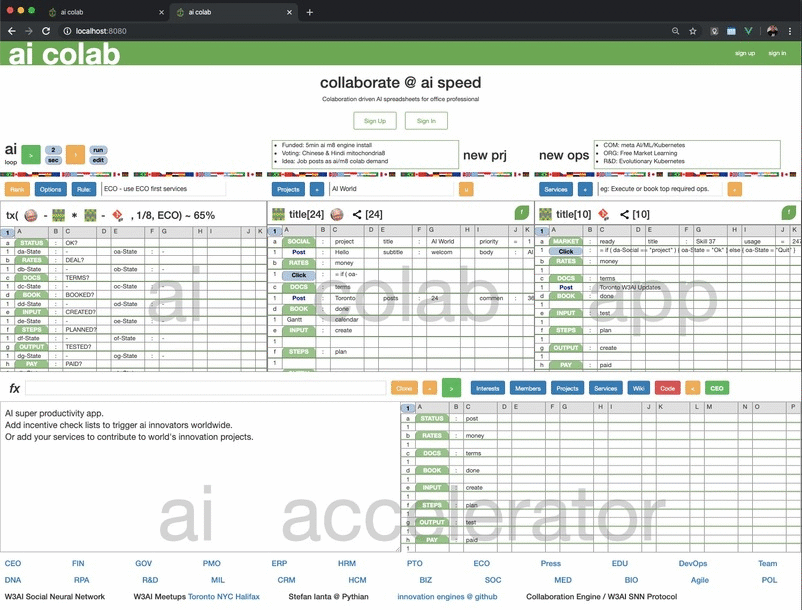 ai colab
ai colab
localhost:8080
ai colab
sign up
sign in
collaborate @ ai speed
Colaboration driven AI spreadsheets for office professional
Sign Up
Sign In
ai
loop
>
2
sec
run
edit
Funded: 5min ai m8 engine install
Voting: Chinese & Hindi mitochondria8
Idea: Job posts as ai/m8 colab demand
new prj
new ops
COM: meta AI/ML/Kubernetes
ORG: Free Market Learning
R&D: Evolutionary Kubernetes
Rank
Options
Rule:
ECO - use ECO first services
Projects
AI World
Services
eg: Execute or book top required ops.
tx( - * - , 1/8, ECO) ~ 65%
title[24]
[24]
f
title[10]
[10]
f
1 A B C D E F G H I J K
a STATUS : OK?
1 da-State : - oa-State : -
b RATES : DEAL?
1 db-State : - ob-State : -
c DOCS : TERMS?
1 dc-State : - oc-State : -
d BOOK : BOOKED?
1 dd-State : - od-State : -
e INPUT : CREATED?
1 de-State : - oe-State : -
f STEPS : PLANNED?
1 df-State : - of-State : -
g OUTPUT : TESTED?
1 dg-State : - og-State : -
h PAY : PAID?
ai
1 A B C D E F G H I J K
a SOCIAL : project title : AI World priority = 1
1 Post : Hello subtitle : welcom body : AI
b RATES : money
1 Click = if ( oa-
c DOCS : terms
1 Post : Toronto posts : 24 commen : 36
d BOOK : done
Gantt calendar
e INPUT : create
1
f STEPS : plan
1
colab
1 A B C D E F G H I J K
a MARKET : ready title : Skill 37 usage = 247
1 Click = if ( da-Social == "project" ) { oa-State = "Ok" } else { oa-State = "Quit" }
b RATES : money
1
c DOCS : terms
1 Post : Toronto W3AI Updates
d BOOK : done
1
e INPUT : test
1
f STEPS : plan
1
g OUTPUT : create
1
h PAY : paid
app
fx
Clone
>
Interests
Members
Projects
Services
Wiki
Code
CEO
AI super productivity app.
Add incentive check lists to trigger ai innovators worldwide.
Or add your services to contribute to world's innovation projects.
1 A B C D E F G H I J K L M N O P
a STATUS : post
1
b RATES : money
1
c DOCS : terms
1
d BOOK : done
1
e INPUT : create
1
f STEPS : plan
1
g OUTPUT : test
1
h PAY : paid
1
ai accelerator
CEO FIN GOV PMO ERP HRM PTO ECO Press EDU DevOps Team
DNA RPA R&D MIL CRM HCM BIZ SOC MED BIO Agile POL
W3AI Social Neural Network W3AI Meetups Toronto NYC Halifax Stefan Ianta @ Pythian innovation engines @ github Collaboration Engine / W3AI SNN Protocol